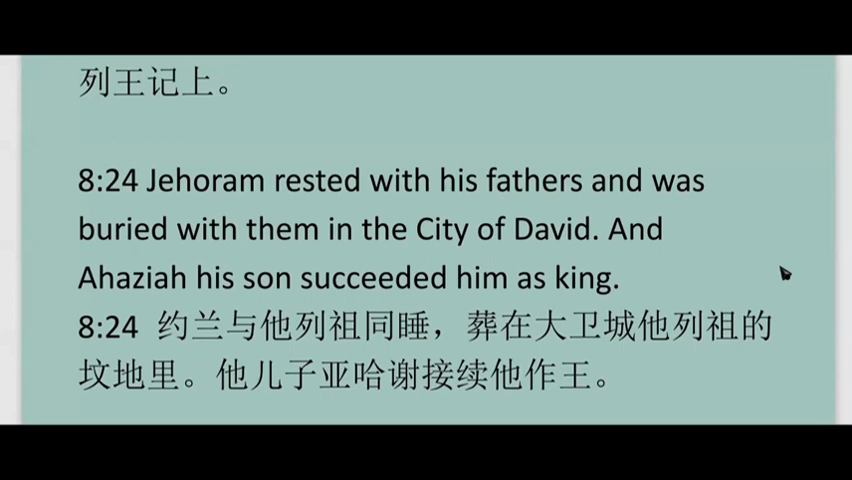 列王记上。
8:24 Jehoram rested with his fathers and was
buried with them in the City of David. And
Ahaziah his son succeeded him as king.
8:24 约兰与他列祖同睡，葬在大卫城他列祖的
坟地里。他儿子亚哈谢接续他作王。